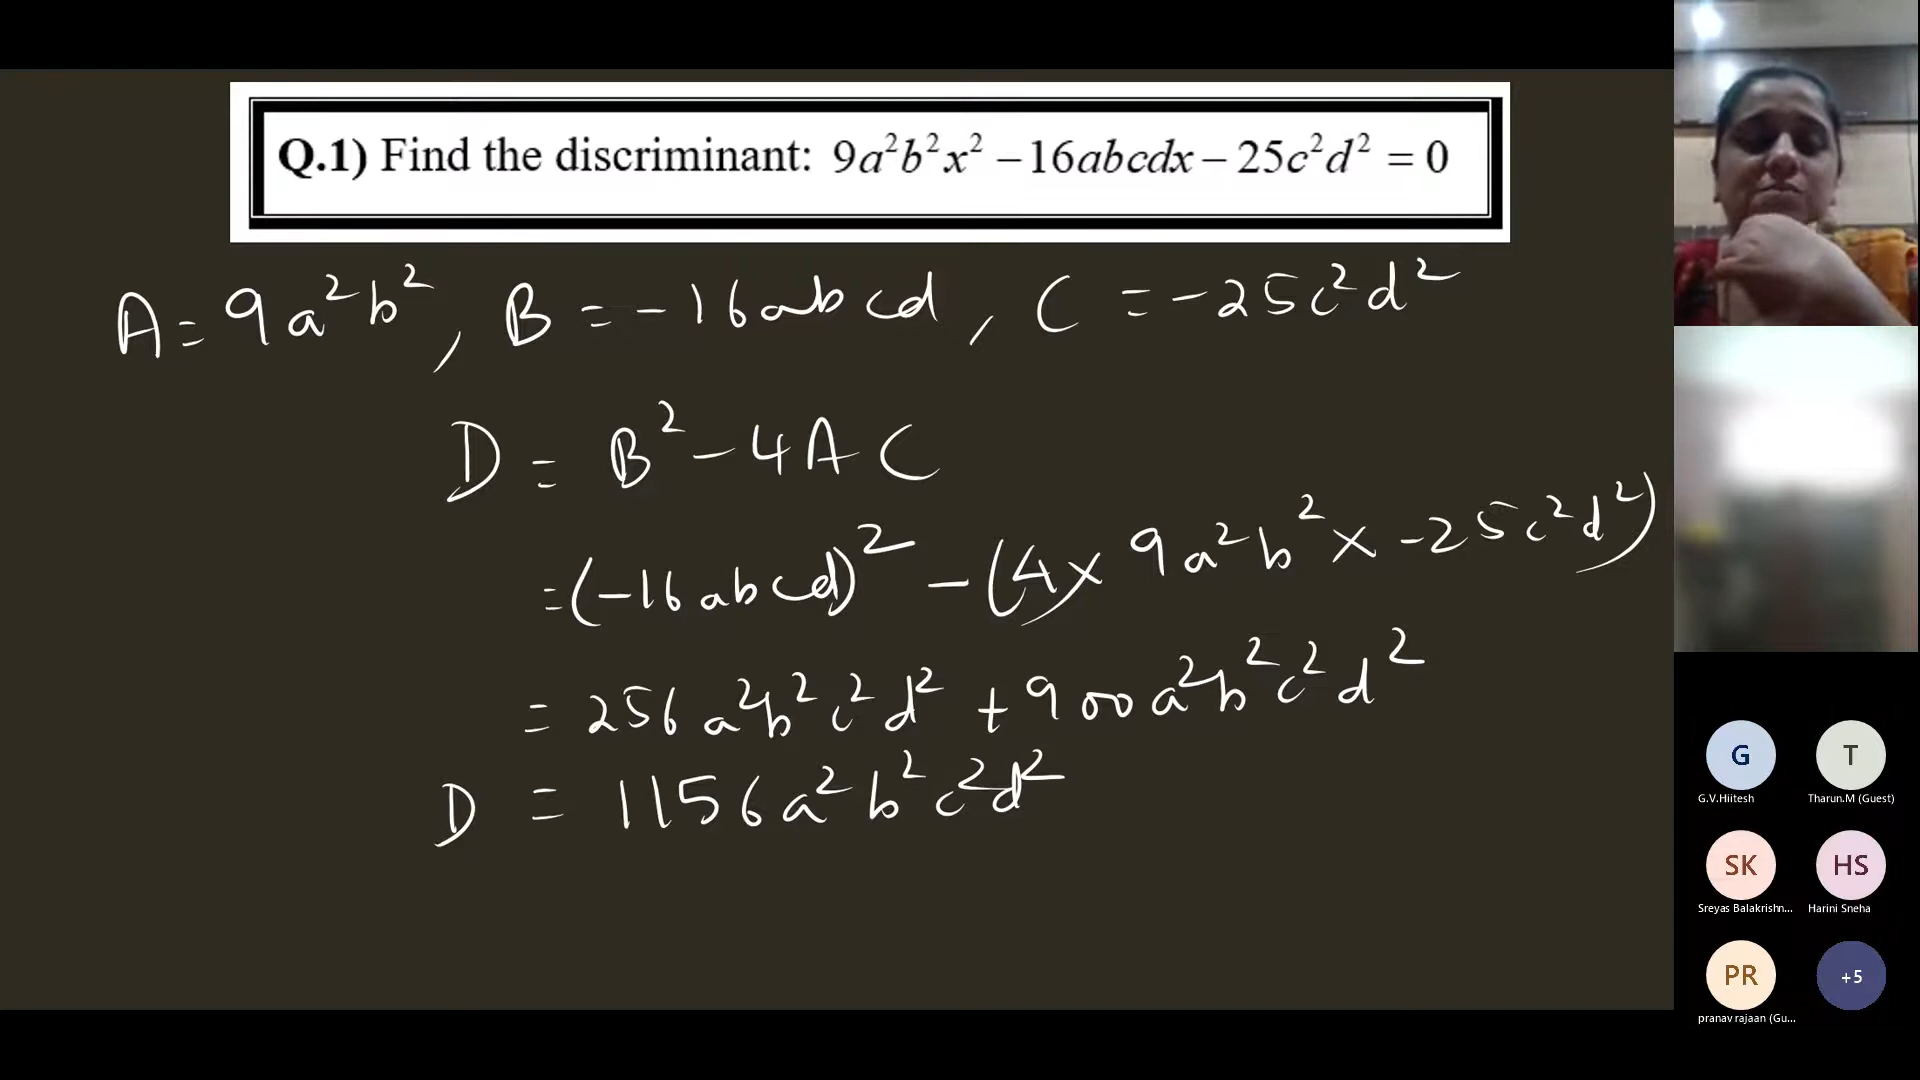 Q.1) Find the discriminant: 9a²b²x² − 16abcdx − 25c²d² = 0
A = 9a²b², B = −16abcd, C = −25c²d²
D = B² − 4AC
= (−16abcd)² − (4 × 9a²b² × −25c²d²)
= 256a²b²c²d² + 900a²b²c²d²
D = 1156a²b²c²d²
G T
G.V.Hiitesh Tharun.M (Guest)
SK HS
Sreyas Balakrishn... Harini Sneha
PR +5
pranav rajaan (Gu...